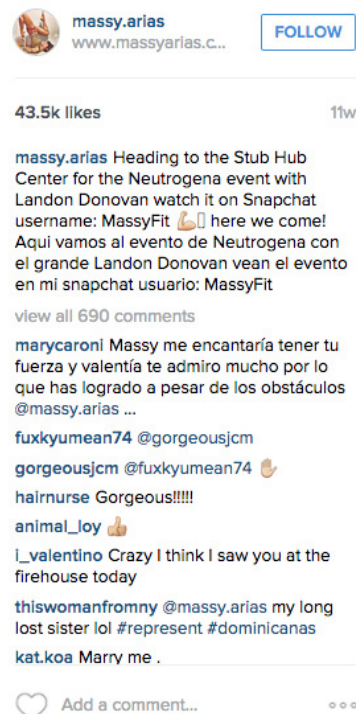 massy.arias
www.massyarias.c...
FOLLOW
43.5k likes
11w
massy.arias Heading to the Stub Hub
Center for the Neutrogena event with
Landon Donovan watch it on Snapchat
username: MassyFit 💪🏼 here we come!
Aqui vamos al evento de Neutrogena con
el grande Landon Donovan vean el evento
en mi snapchat usuario: MassyFit
view all 690 comments
marycaroni Massy me encantaría tener tu
fuerza y valentía te admiro mucho por lo
que has logrado a pesar de los obstáculos
@massy.arias ...
fuxkyumean74 @gorgeousjcm
gorgeousjcm @fuxkyumean74 ✋🏼
hairnurse Gorgeous!!!!!
animal_loy 👍🏼
i_valentino Crazy I think I saw you at the
firehouse today
thiswomanfromny @massy.arias my long
lost sister lol #represent #dominicanas
kat.koa Marry me .
Add a comment...